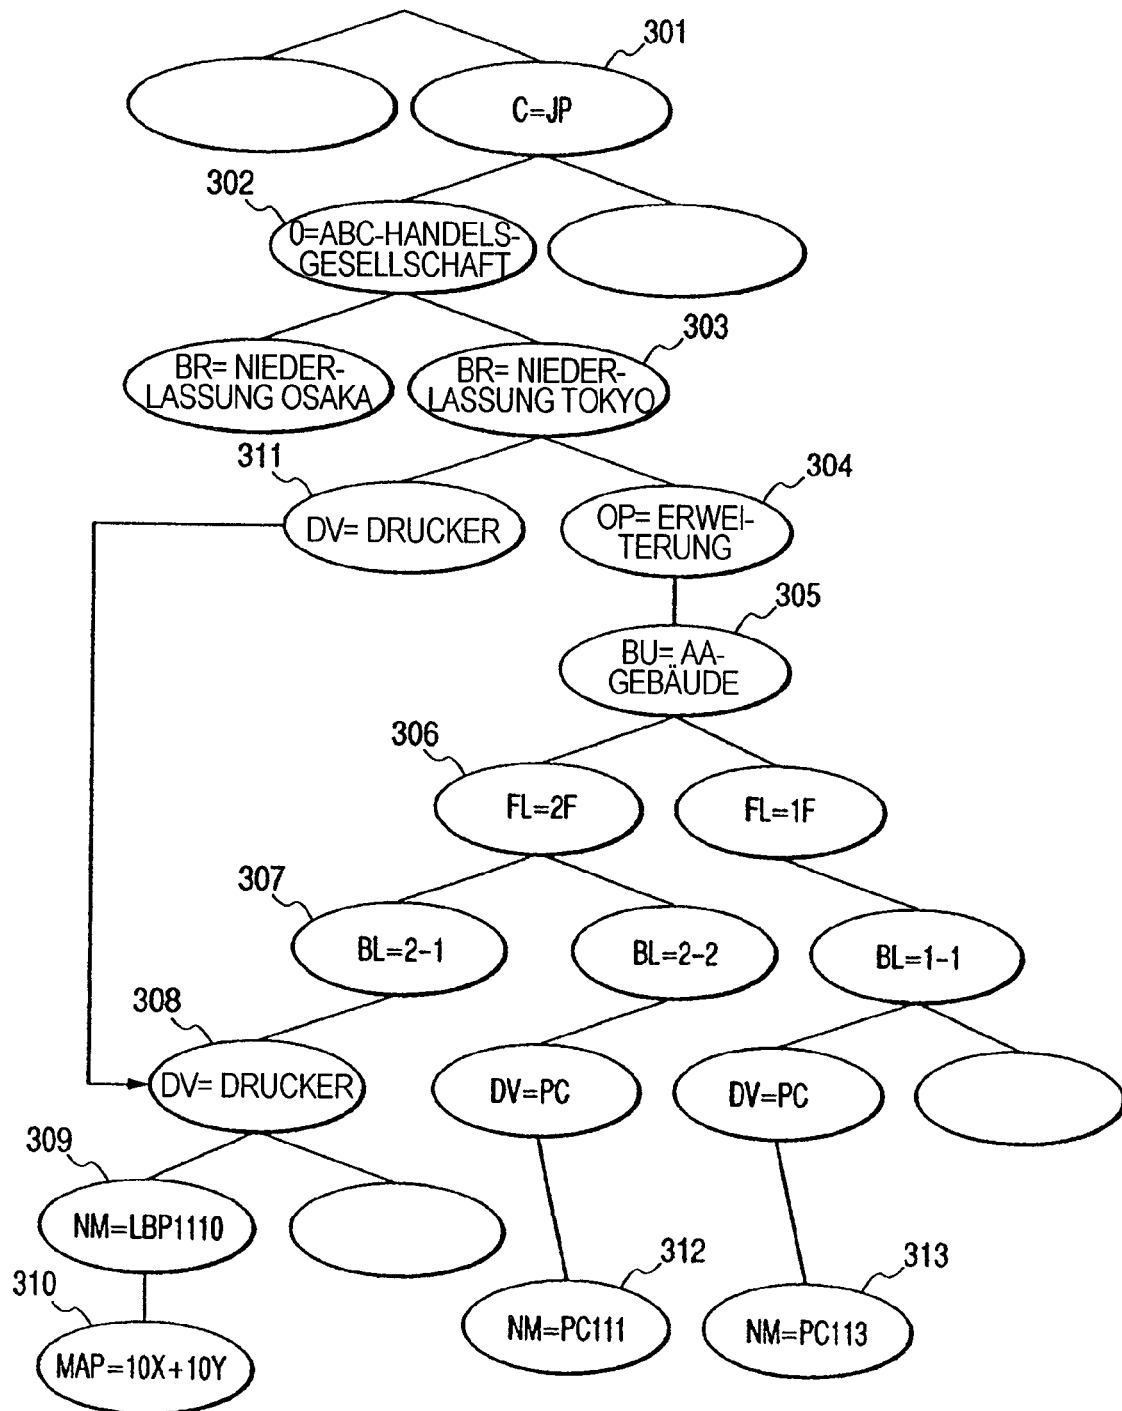 301
C=JP
302
0=ABC-HANDELS-
GESELLSCHAFT
303
BR= NIEDER-
LASSUNG OSAKA
BR= NIEDER-
LASSUNG TOKYO
311
304
DV= DRUCKER
OP= ERWEI-
TERUNG
305
BU= AA-
GEBÄUDE
306
FL=2F
FL=1F
307
BL=2-1
BL=2-2
BL=1-1
308
DV= DRUCKER
DV=PC
DV=PC
309
NM=LBP1110
310
312
313
MAP=10X+10Y
NM=PC111
NM=PC113